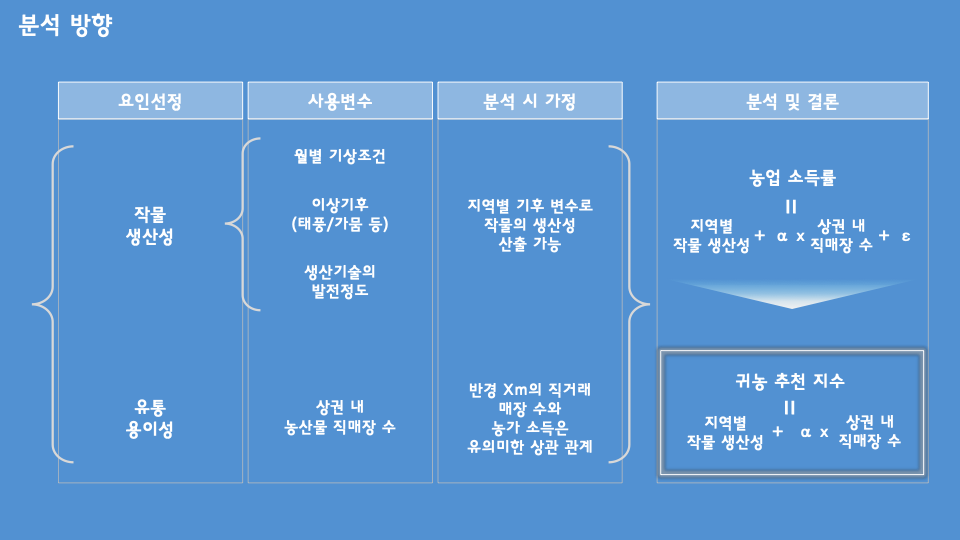 분석 방향
요인선정
사용변수
분석 시 가정
분석 및 결론
작물
생산성
월별 기상조건
이상기후
(태풍/가뭄 등)
생산기술의
발전정도
지역별 기후 변수로
작물의 생산성
산출 가능
농업 소득률
=
지역별
작물 생산성
+ α x
상권 내
직매장 수
+ ε
유통
용이성
상권 내
농산물 직매장 수
반경 Xm의 직거래
매장 수와
농가 소득은
유의미한 상관 관계
귀농 추천 지수
=
지역별
작물 생산성
+ α x
상권 내
직매장 수